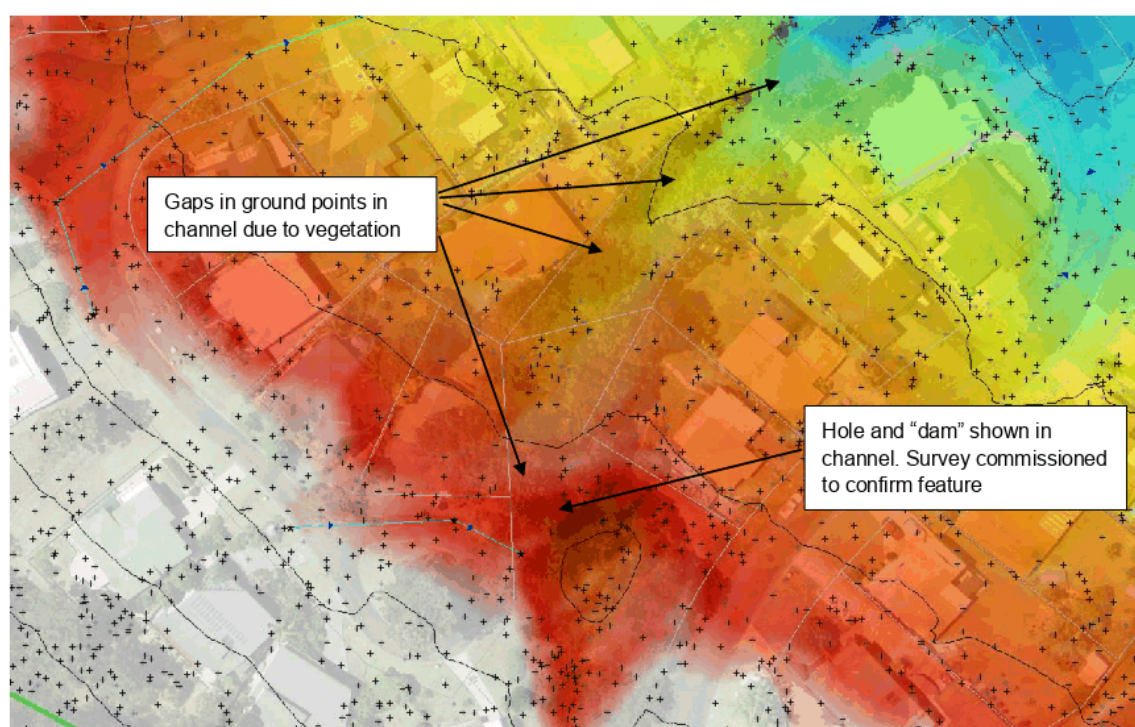 Gaps in ground points in
channel due to vegetation
Hole and “dam” shown in
channel. Survey commissioned
to confirm feature